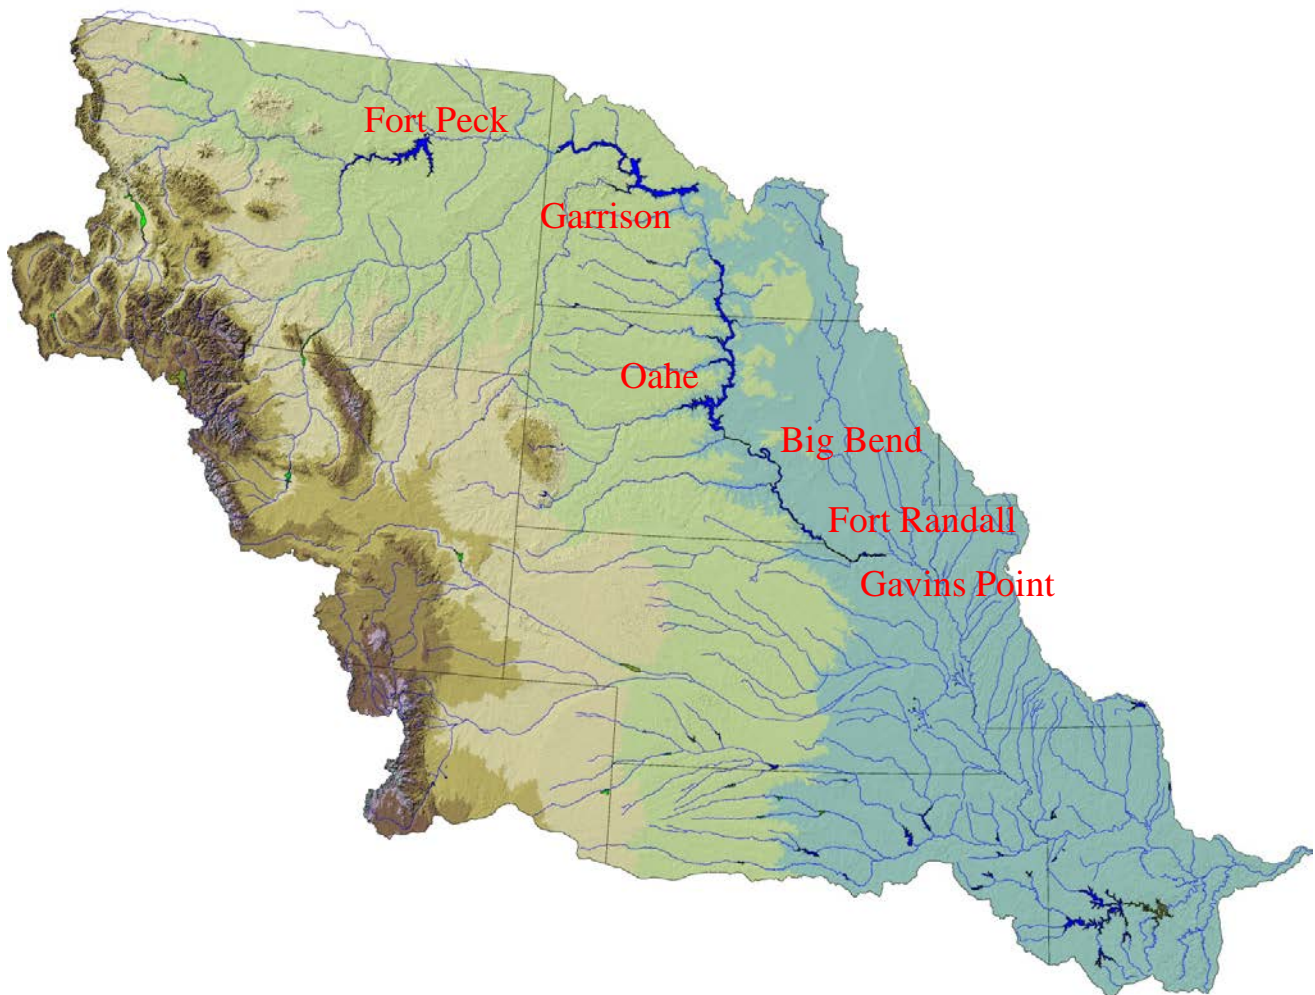 Fort Peck
Garrison
Oahe
Big Bend
Fort Randall
Gavins Point